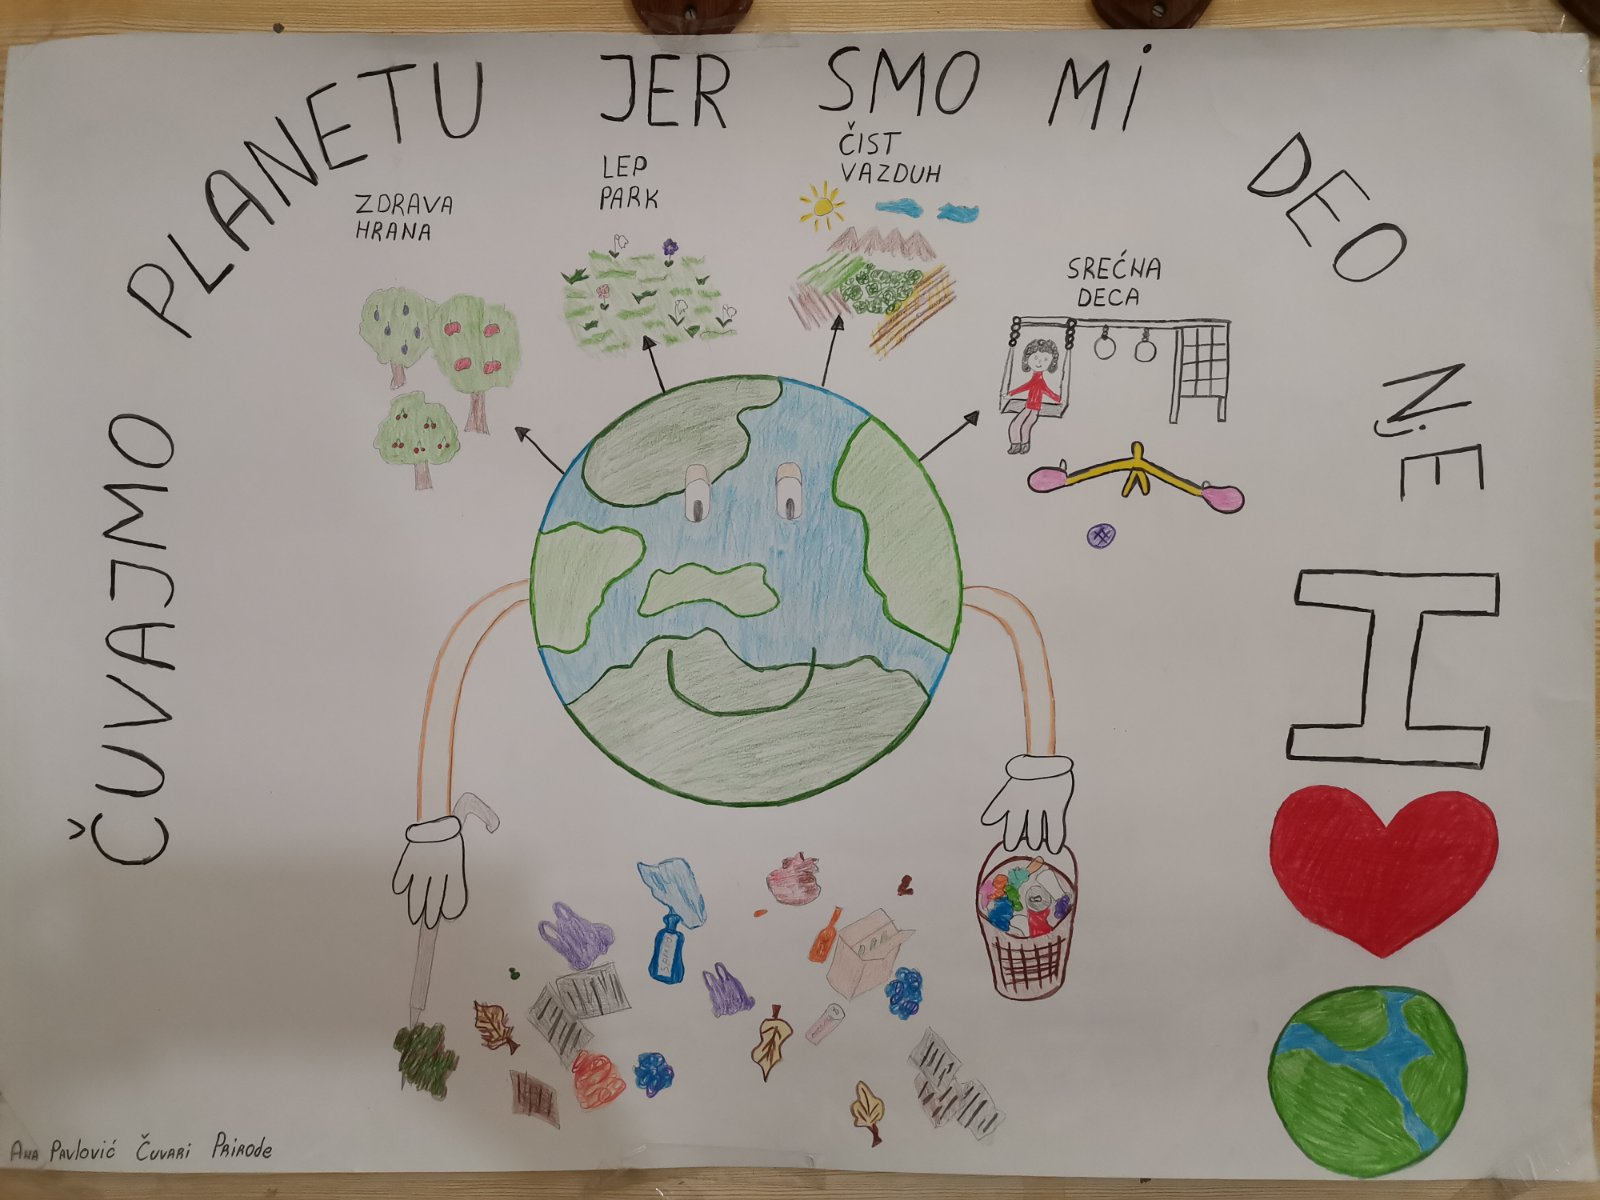 ČUVAJMO PLANETU JER SMO Mi DEO NjE
ZDRAVA
HRANA
LEP
PARK
ČIST
VAZDUH
SREĆNA
DECA
I
Ana Pavlović Čuvari Prirode